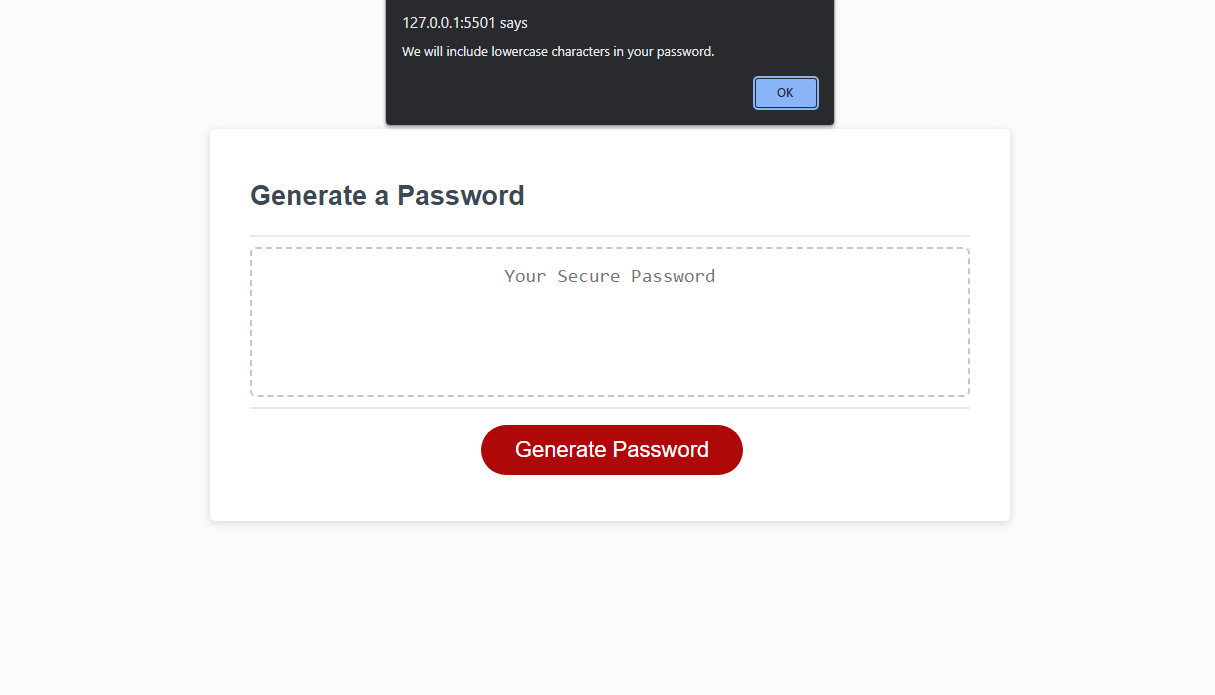 127.0.0.1:5501 says
We will include lowercase characters in your password.
OK
Generate a Password
Your Secure Password
Generate Password